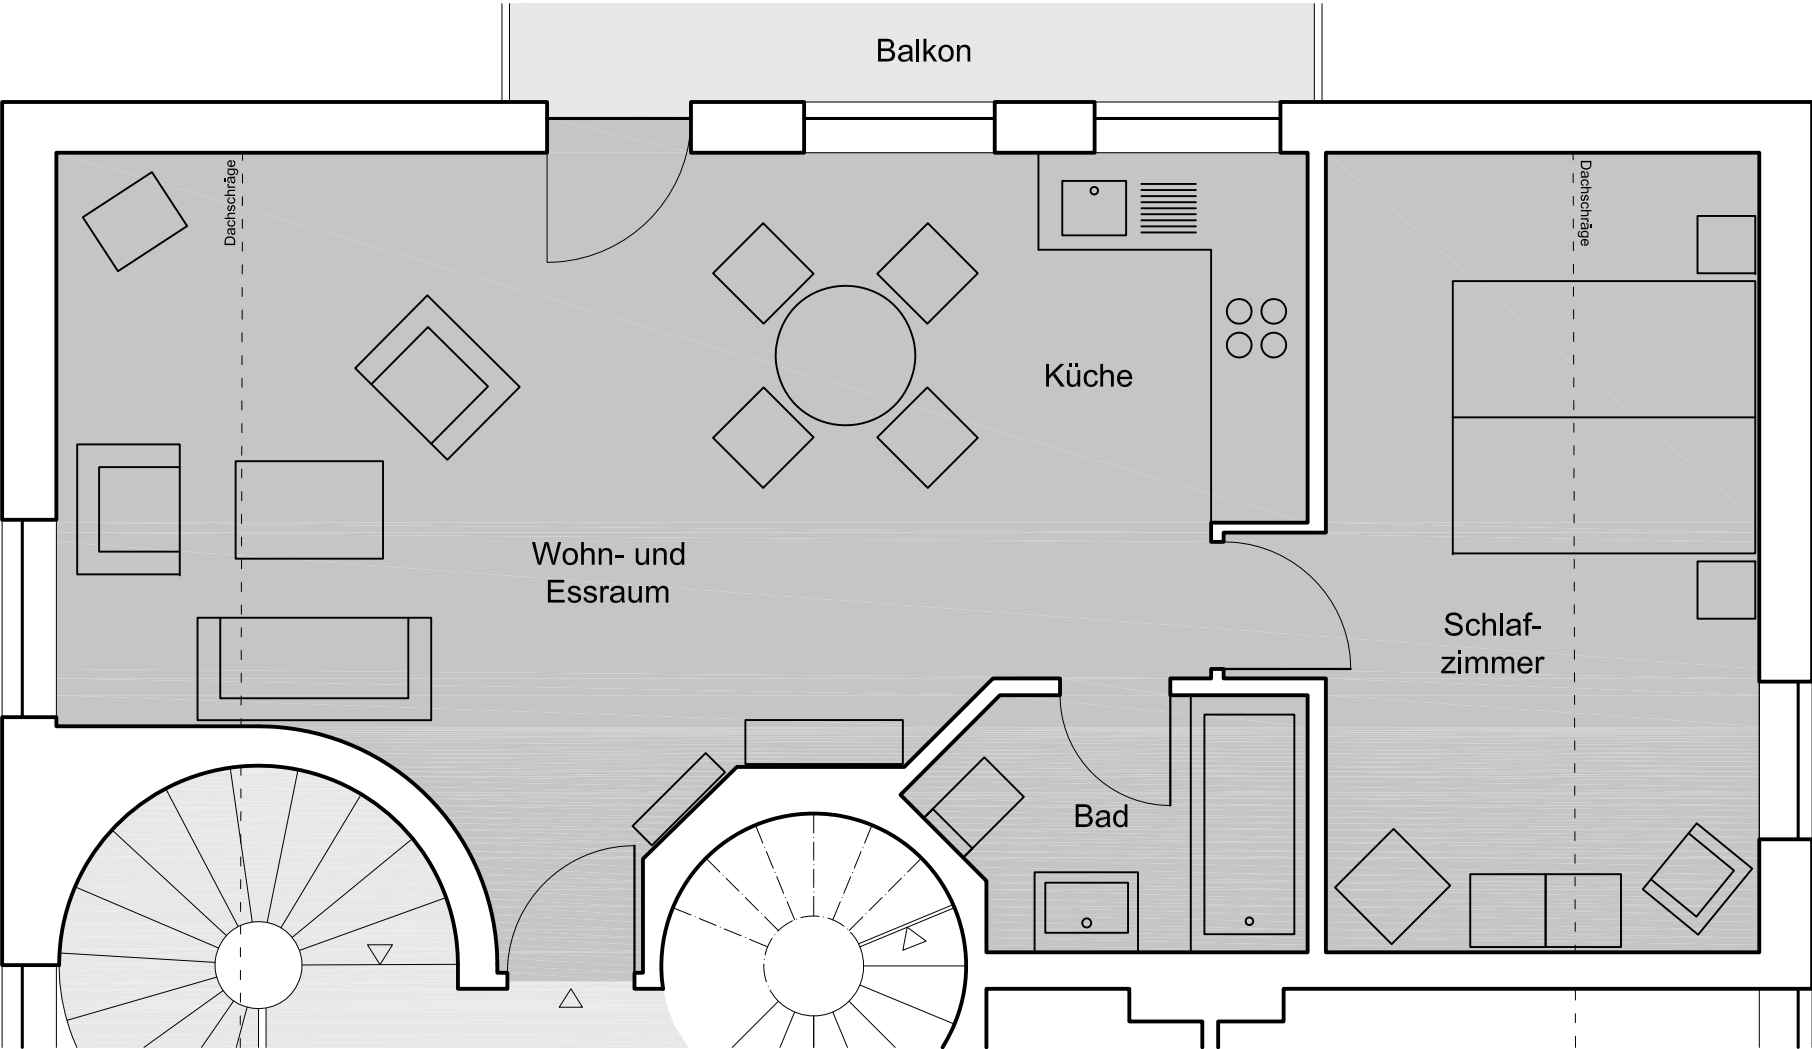 Balkon
Dachschräge
Dachschräge
Küche
Wohn- und
Essraum
Schlaf-
zimmer
Bad